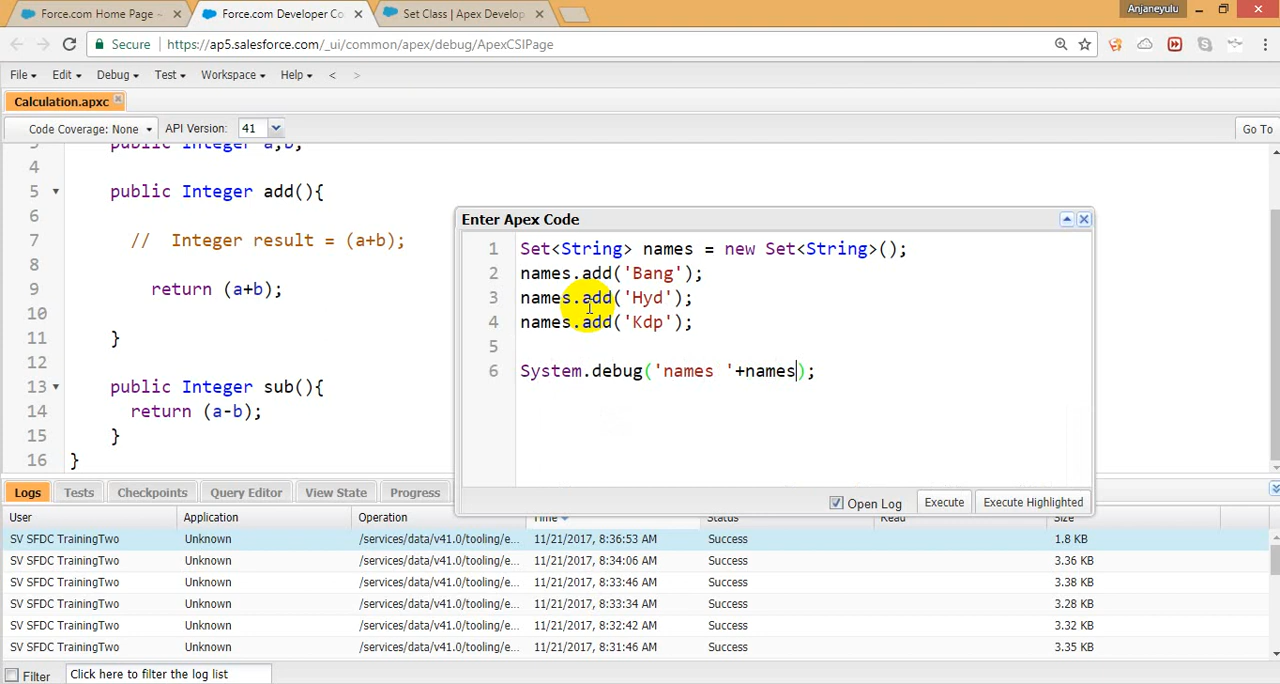 Force.com Home Page ~
Force.com Developer Co
Set Class | Apex Develop
Anjaneyulu
Secure
https://ap5.salesforce.com/_ui/common/apex/debug/ApexCSIPage
File
Edit
Debug
Test
Workspace
Help
<
>
Calculation.apxc
Code Coverage: None
API Version:
41
Go To
public Integer a,b;
4
5 public Integer add(){
6
7 // Integer result = (a+b);
8
9 return (a+b);
10
11 }
12
13 public Integer sub(){
14 return (a-b);
15 }
16 }
Enter Apex Code
1 Set<String> names = new Set<String>();
2 names.add('Bang');
3 names.add('Hyd');
4 names.add('Kdp');
5
6 System.debug('names '+names);
Open Log
Execute
Execute Highlighted
Logs
Tests
Checkpoints
Query Editor
View State
Progress
User Application Operation Time Status Read Size
SV SFDC TrainingTwo Unknown /services/data/v41.0/tooling/e... 11/21/2017, 8:36:53 AM Success 1.8 KB
SV SFDC TrainingTwo Unknown /services/data/v41.0/tooling/e... 11/21/2017, 8:34:06 AM Success 3.36 KB
SV SFDC TrainingTwo Unknown /services/data/v41.0/tooling/e... 11/21/2017, 8:33:46 AM Success 3.38 KB
SV SFDC TrainingTwo Unknown /services/data/v41.0/tooling/e... 11/21/2017, 8:33:34 AM Success 3.28 KB
SV SFDC TrainingTwo Unknown /services/data/v41.0/tooling/e... 11/21/2017, 8:32:42 AM Success 3.32 KB
SV SFDC TrainingTwo Unknown /services/data/v41.0/tooling/e... 11/21/2017, 8:31:46 AM Success 3.35 KB
Filter
Click here to filter the log list